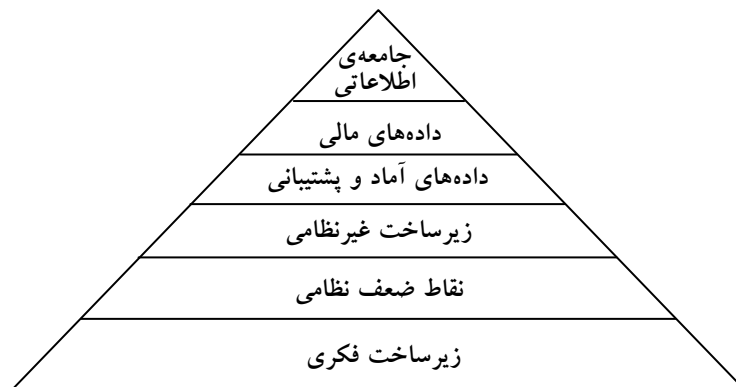 جامعه‌ی
اطلاعاتی
داده‌های مالی
داده‌های آماد و پشتیبانی
زیرساخت غیرنظامی
نقاط ضعف نظامی
زیرساخت فکری